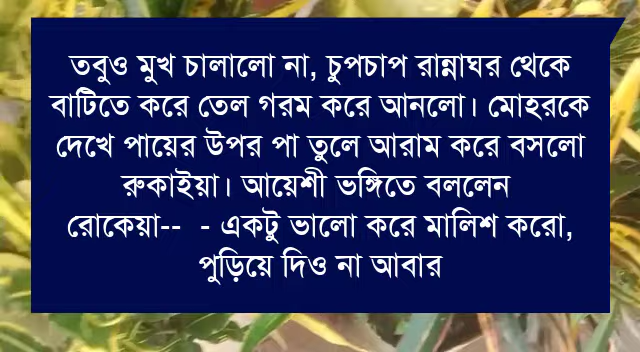 তবুও মুখ চালালো না, চুপচাপ রান্নাঘর থেকে
বাটিতে করে তেল গরম করে আনলো। মোহরকে
দেখে পায়ের উপর পা তুলে আরাম করে বসলো
রুকাইয়া। আয়েশী ভঙ্গিতে বললেন
রোকেয়া-- - একটু ভালো করে মালিশ করো,
পুড়িয়ে দিও না আবার